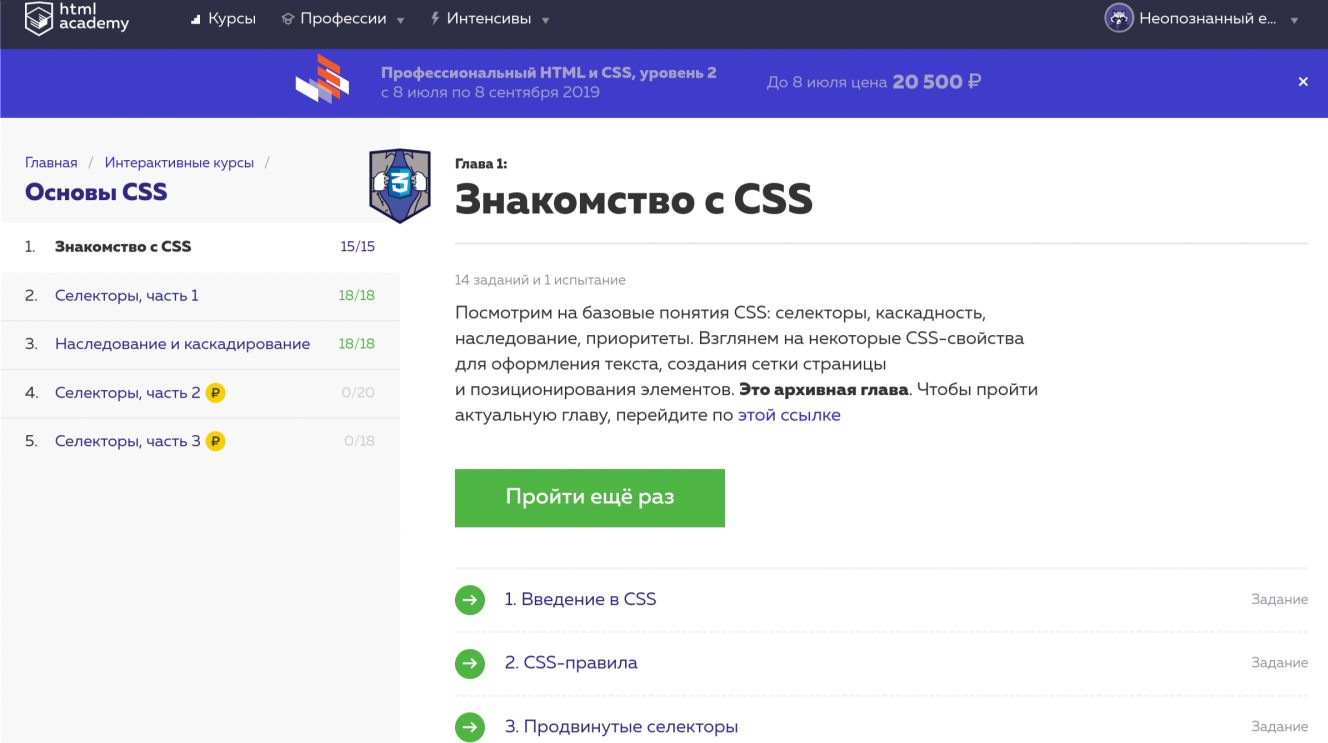 html
academy
Курсы
Профессии
Интенсивы
Неопознанный е...
Профессиональный HTML и CSS, уровень 2
с 8 июля по 8 сентября 2019
До 8 июля цена 20 500 ₽
Главная / Интерактивные курсы /
Основы CSS
1. Знакомство с CSS 15/15
2. Селекторы, часть 1 18/18
3. Наследование и каскадирование 18/18
4. Селекторы, часть 2 ₽ 0/20
5. Селекторы, часть 3 ₽ 0/18
3
Глава 1:
Знакомство с CSS
14 заданий и 1 испытание
Посмотрим на базовые понятия CSS: селекторы, каскадность,
наследование, приоритеты. Взглянем на некоторые CSS-свойства
для оформления текста, создания сетки страницы
и позиционирования элементов. Это архивная глава. Чтобы пройти
актуальную главу, перейдите по этой ссылке
Пройти ещё раз
1. Введение в CSS Задание
2. CSS-правила Задание
3. Продвинутые селекторы Задание